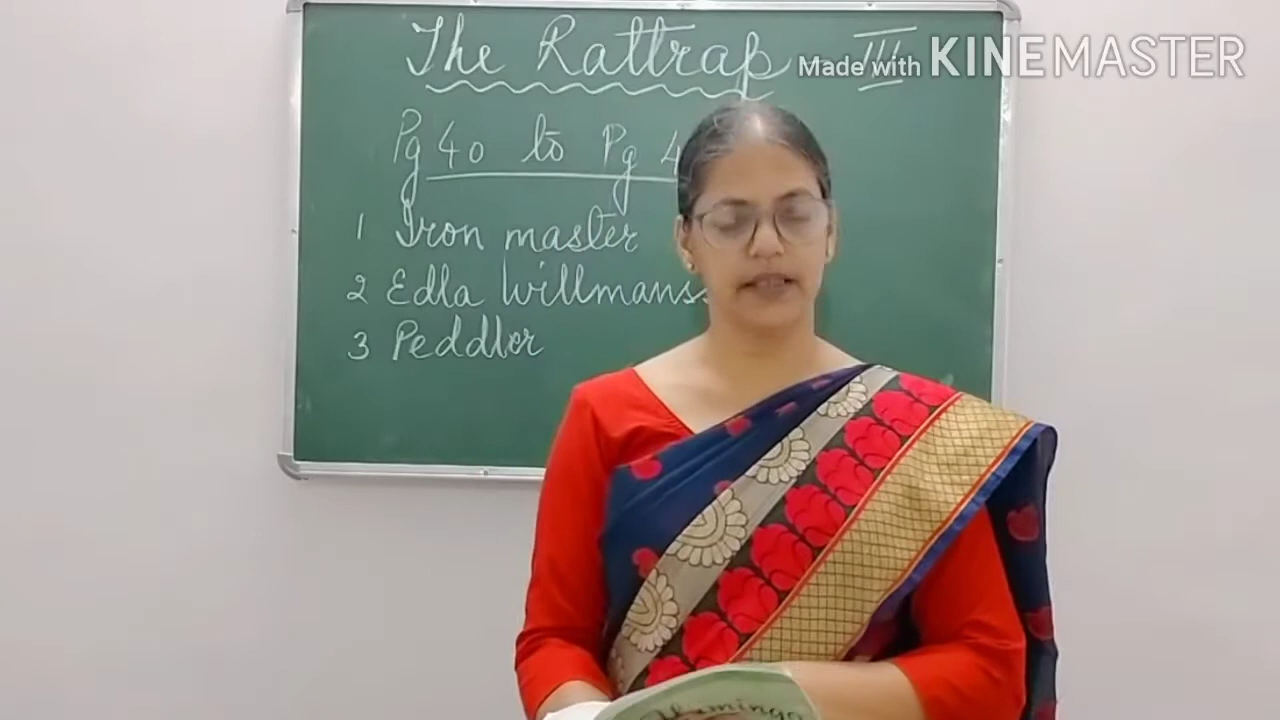 The Rattrap III
Made with KINEMASTER
Pg 40 to Pg 4
1 Iron master
2 Edla Willmans
3 Peddler
Flamingo